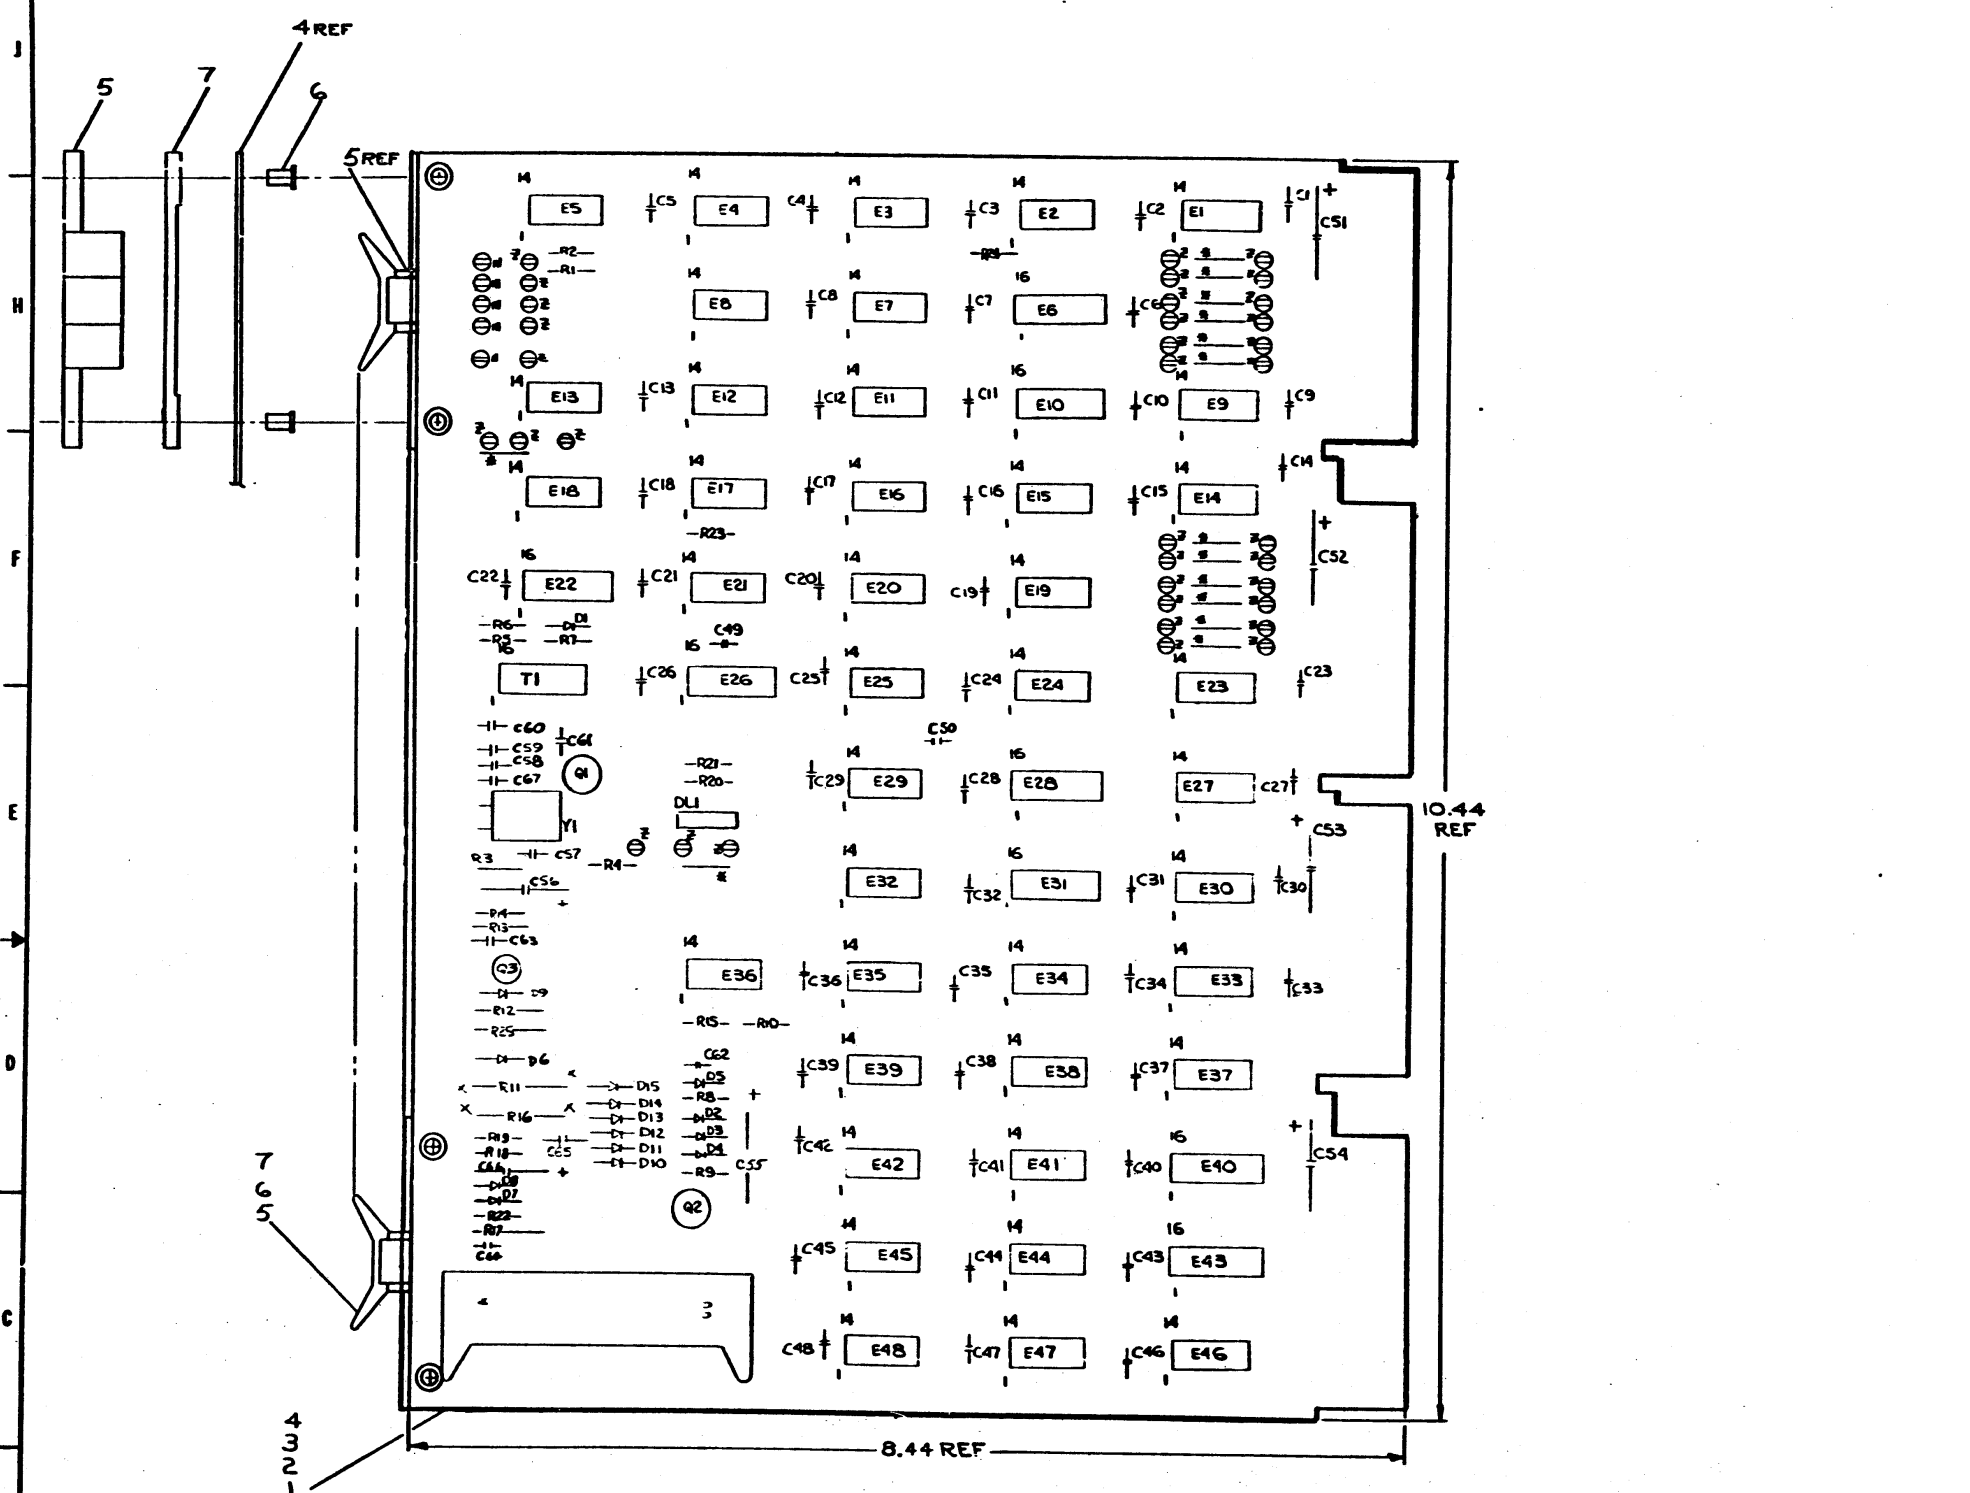 J
4 REF
5
7
6
5 REF
14 14 14 14 14
E5 C5 E4 C4 E3 C3 E2 C2 E1 C1 +
C51
R2
R1
Z Z Z Z Z
14 14 16
H
E8 C8 E7 C7 E6 C6
14 14 14 16 14
E13 C13 E12 C12 E11 C11 E10 C10 E9 C9
Z Z Z
*
14 14 14 14 14
C14
E18 C18 E17 C17 E16 C16 E15 C15 E14
R23
+
C52
F
16 14 14 14
C22 E22 C21 E21 C20 E20 C19 E19
R6 D1
R5 R7
C49
16 16 14 14 14
T1 C26 E26 C25 E25 C24 E24 E23 C23
C60
C61
C59
C58
C67
Q1
C50
R21
R20
14 16 14
C29 E29 C28 E28 E27 C27
DL1
E
Y1
10.44
REF
+
C53
R3 C57
R4
Z Z Z
*
C56
+
14 16 14
E32 C32 E31 C31 E30 C30
R14
R13
C63
Q3
14 14 14 14
E36 C36 E35 C35 E34 C34 E33 C33
D9
R12
R25
R15 R10
D6
D
14 14 14
C39 E39 C38 E38 C37 E37
C62
D5
R8
D2
D3
D4
R9
+
C55
R11
R16
D15
D14
D13
D12
D11
D10
R19
R18
C65
C66
+
D8
D7
R22
R17
C64
Q2
14 14 16
C42 E42 C41 E41 C40 E40
+
C54
7
6
5
14 14 16
C45 E45 C44 E44 C43 E43
C
14 14 14
C48 E48 C47 E47 C46 E46
4
3
2
1
8.44 REF